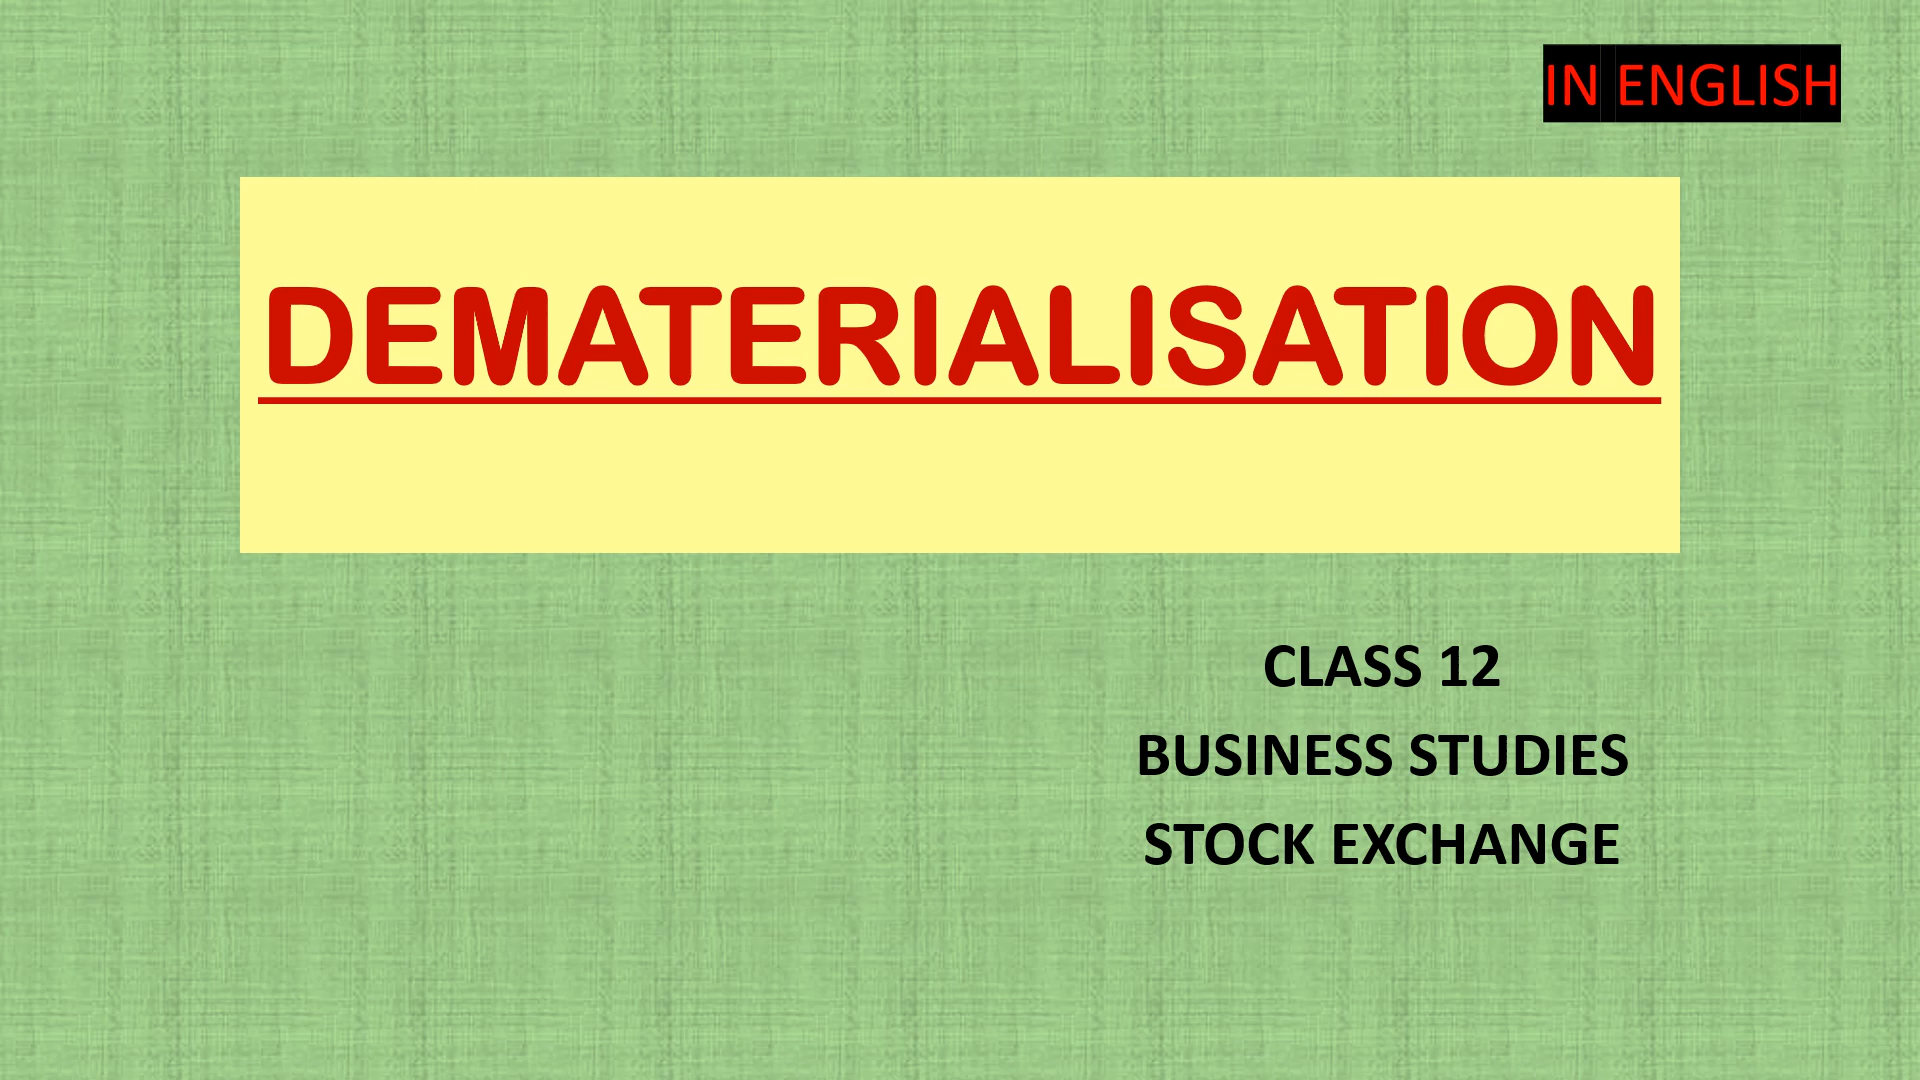 IN ENGLISH
DEMATERIALISATION
CLASS 12
BUSINESS STUDIES
STOCK EXCHANGE